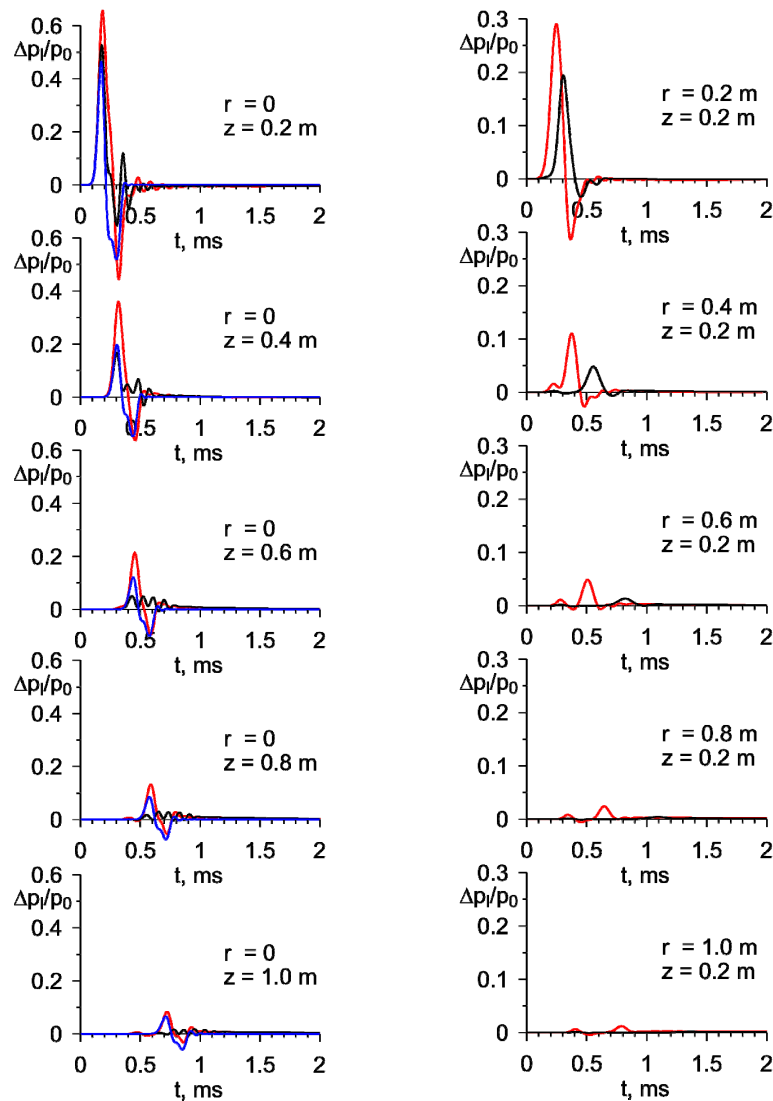 0.6
Δpl/p0
0.4
0.2
0
r = 0
z = 0.2 m
0 0.5 1 1.5 2
t, ms
0.6
Δpl/p0
0.4
0.2
0
r = 0
z = 0.4 m
0 0.5 1 1.5 2
t, ms
0.6
Δpl/p0
0.4
0.2
0
r = 0
z = 0.6 m
0 0.5 1 1.5 2
t, ms
0.6
Δpl/p0
0.4
0.2
0
r = 0
z = 0.8 m
0 0.5 1 1.5 2
t, ms
0.6
Δpl/p0
0.4
0.2
0
r = 0
z = 1.0 m
0 0.5 1 1.5 2
t, ms
0.3
Δpl/p0
0.2
0.1
0
r = 0.2 m
z = 0.2 m
0 0.5 1 1.5 2
t, ms
0.3
Δpl/p0
0.2
0.1
0
r = 0.4 m
z = 0.2 m
0 0.5 1 1.5 2
t, ms
0.3
Δpl/p0
0.2
0.1
0
r = 0.6 m
z = 0.2 m
0 0.5 1 1.5 2
t, ms
0.3
Δpl/p0
0.2
0.1
0
r = 0.8 m
z = 0.2 m
0 0.5 1 1.5 2
t, ms
0.3
Δpl/p0
0.2
0.1
0
r = 1.0 m
z = 0.2 m
0 0.5 1 1.5 2
t, ms